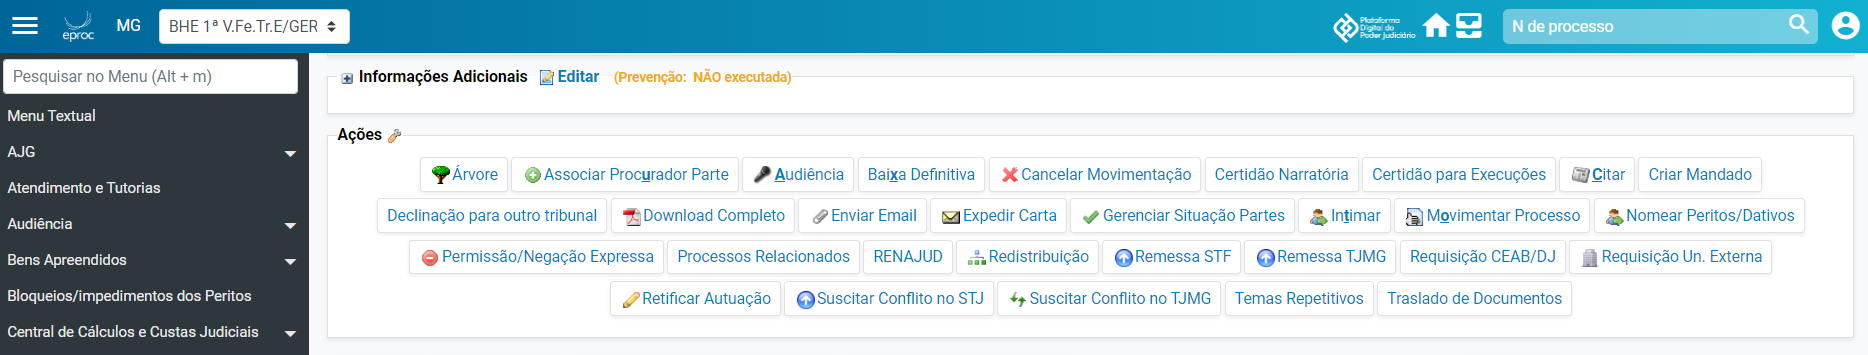 eproc MG BHE 1ª V.Fe.Tr.E/GER Plataforma Digital do Poder Judiciário N de processo
Pesquisar no Menu (Alt + m)
Menu Textual
AJG
Atendimento e Tutorias
Audiência
Bens Apreendidos
Bloqueios/impedimentos dos Peritos
Central de Cálculos e Custas Judiciais
Informações Adicionais Editar (Prevenção: NÃO executada)
Ações
Árvore Associar Procurador Parte Audiência Baixa Definitiva Cancelar Movimentação Certidão Narratória Certidão para Execuções Citar Criar Mandado
Declinação para outro tribunal Download Completo Enviar Email Expedir Carta Gerenciar Situação Partes Intimar Movimentar Processo Nomear Peritos/Dativos
Permissão/Negação Expressa Processos Relacionados RENAJUD Redistribuição Remessa STF Remessa TJMG Requisição CEAB/DJ Requisição Un. Externa
Retificar Autuação Suscitar Conflito no STJ Suscitar Conflito no TJMG Temas Repetitivos Traslado de Documentos